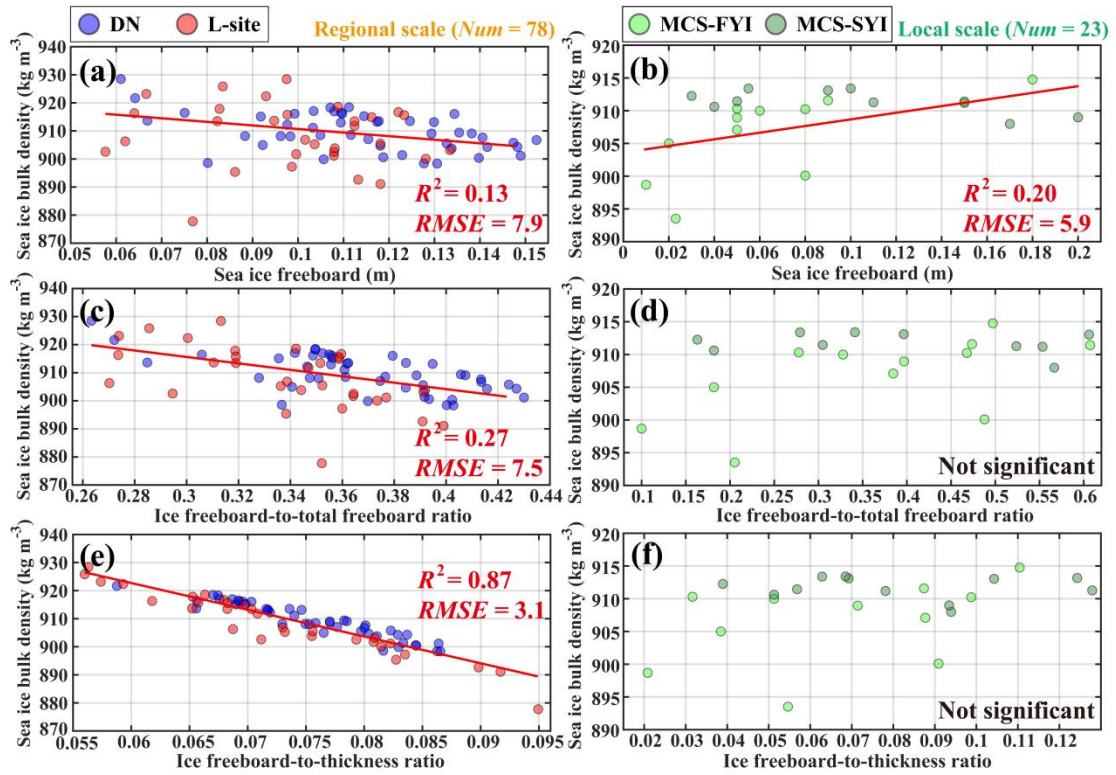 DN L-site Regional scale (Num = 78) MCS-FYI MCS-SYI Local scale (Num = 23)
(a)
Sea ice bulk density (kg m⁻³)
940
930
920
910
900
890
880
870
R² = 0.13
RMSE = 7.9
0.05 0.06 0.07 0.08 0.09 0.1 0.11 0.12 0.13 0.14 0.15
Sea ice freeboard (m)
(b)
Sea ice bulk density (kg m⁻³)
920
915
910
905
900
895
890
R² = 0.20
RMSE = 5.9
0 0.02 0.04 0.06 0.08 0.1 0.12 0.14 0.16 0.18 0.2
Sea ice freeboard (m)
(c)
Sea ice bulk density (kg m⁻³)
940
930
920
910
900
890
880
870
R² = 0.27
RMSE = 7.5
0.26 0.28 0.3 0.32 0.34 0.36 0.38 0.4 0.42 0.44
Ice freeboard-to-total freeboard ratio
(d)
Sea ice bulk density (kg m⁻³)
920
915
910
905
900
895
890
Not significant
0.1 0.15 0.2 0.25 0.3 0.35 0.4 0.45 0.5 0.55 0.6
Ice freeboard-to-total freeboard ratio
(e)
Sea ice bulk density (kg m⁻³)
940
930
920
910
900
890
880
870
R² = 0.87
RMSE = 3.1
0.055 0.06 0.065 0.07 0.075 0.08 0.085 0.09 0.095
Ice freeboard-to-thickness ratio
(f)
Sea ice bulk density (kg m⁻³)
920
915
910
905
900
895
890
Not significant
0.02 0.03 0.04 0.05 0.06 0.07 0.08 0.09 0.1 0.11 0.12
Ice freeboard-to-thickness ratio